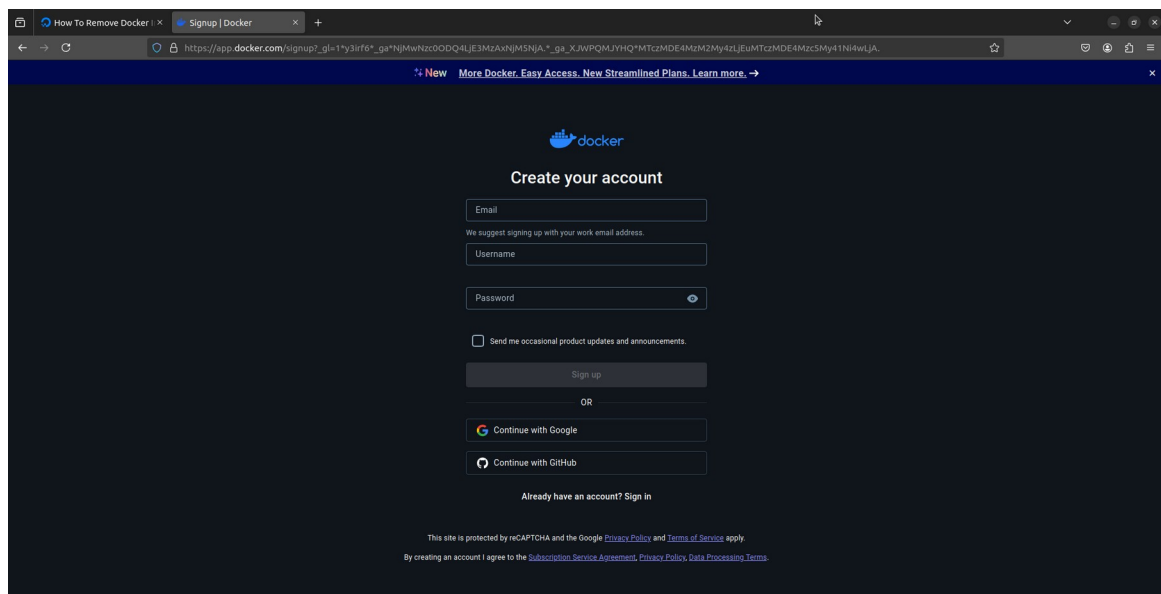 How To Remove Docker I
Signup | Docker
https://app.docker.com/signup?_gl=1*y3irf6*_ga*NjMwNzc0ODQ4LjE3MzAxNjM5NjA.*_ga_XJWPQMJYHQ*MTczMDE4MzM2My4zLjEuMTczMDE4Mzc5My41Ni4wLjA.
New More Docker. Easy Access. New Streamlined Plans. Learn more. →
docker
Create your account
Email
We suggest signing up with your work email address.
Username
Password
Send me occasional product updates and announcements.
Sign up
OR
Continue with Google
Continue with GitHub
Already have an account? Sign in
This site is protected by reCAPTCHA and the Google Privacy Policy and Terms of Service apply.
By creating an account I agree to the Subscription Service Agreement, Privacy Policy, Data Processing Terms.